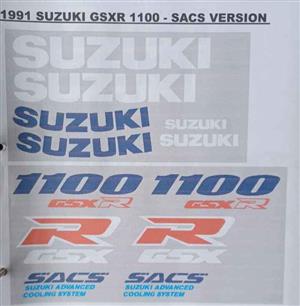 1991 SUZUKI GSXR 1100 - SACS VERSION
SUZUKI
SUZUKI
SUZUKI SUZUKI
SUZUKI SUZUKI
1100 1100
GSXR GSXR
R R
GSX GSX
SACS SACS
SUZUKI ADVANCED SUZUKI ADVANCED
COOLING SYSTEM COOLING SYSTEM